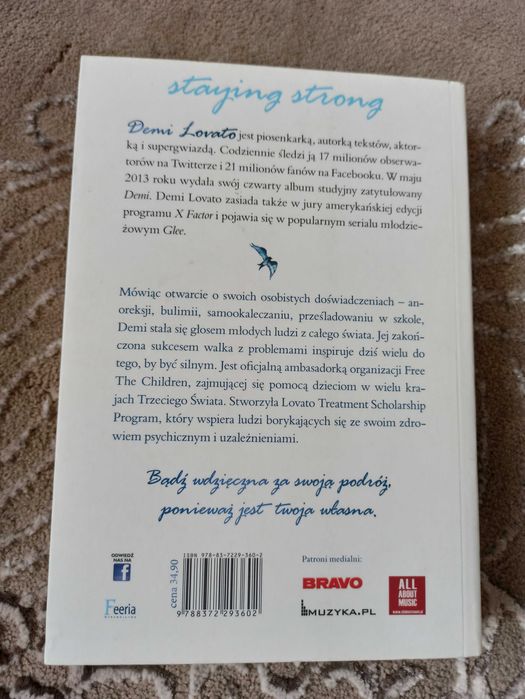 staying strong
Demi Lovato jest piosenkarką, autorką tekstów, aktor-
ką i supergwiazdą. Codziennie śledzi ją 17 milionów obserwa-
torów na Twitterze i 21 milionów fanów na Facebooku. W maju
2013 roku wydała swój czwarty album studyjny zatytułowany
Demi. Demi Lovato zasiada także w jury amerykańskiej edycji
programu X Factor i pojawia się w popularnym serialu młodzie-
żowym Glee.
Mówiąc otwarcie o swoich osobistych doświadczeniach – an-
oreksji, bulimii, samookaleczaniu, prześladowaniu w szkole,
Demi stała się głosem młodych ludzi z całego świata. Jej zakoń-
czona sukcesem walka z problemami inspiruje dziś wielu do
tego, by być silnym. Jest oficjalną ambasadorką organizacji Free
The Children, zajmującej się pomocą dzieciom w wielu kra-
jach Trzeciego Świata. Stworzyła Lovato Treatment Scholarship
Program, który wspiera ludzi borykających się ze swoim zdro-
wiem psychicznym i uzależnieniami.
Bądź wdzięczna za swoją podróż,
ponieważ jest twoja własna.
ODWIEDŹ
NAS NA
f
Feeria
WYDAWNICTWO
cena 34,90
ISBN 978-83-7229-360-2
9 788372 293602
Patroni medialni:
BRAVO
MUZYKA.PL
ALL
ABOUT
MUSIC